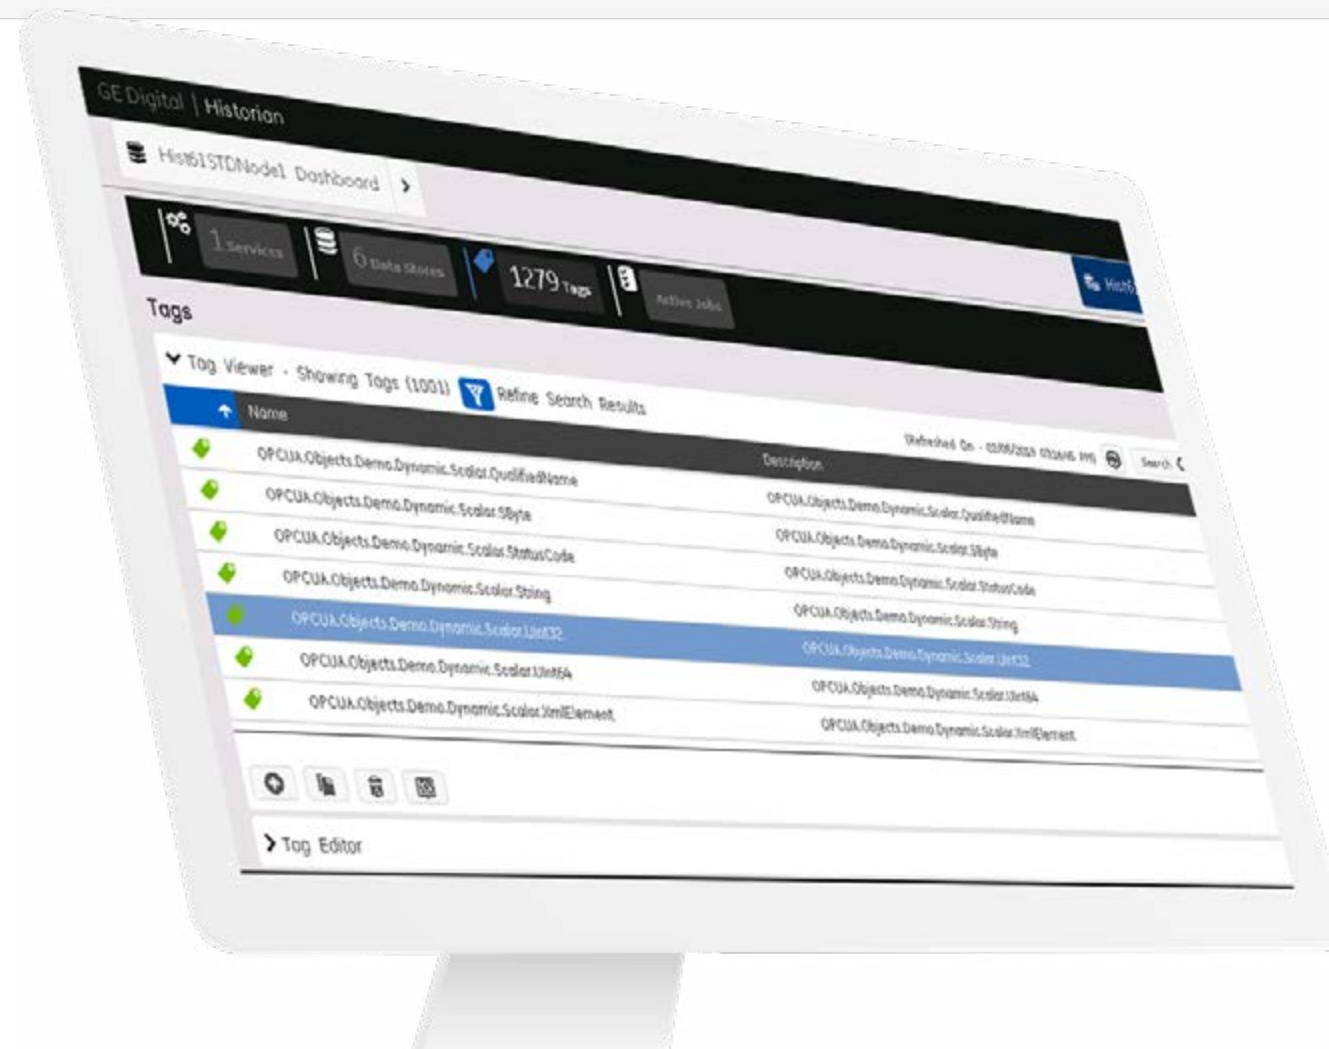 GE Digital | Historian
Hist61STDNode1 Dashboard
Hist6
1 Services
6 Data Stores
1279 Tags
Active Jobs
Tags
Tag Viewer - Showing Tags (1001) Refine Search Results
(Refreshed On - PM) Search
Name Description
OPCUA.Objects.Demo.Dynamic.Scalar.QualifiedName OPCUA.Objects.Demo.Dynamic.Scalar.QualifiedName
OPCUA.Objects.Demo.Dynamic.Scalar.SByte OPCUA.Objects.Demo.Dynamic.Scalar.SByte
OPCUA.Objects.Demo.Dynamic.Scalar.StatusCode OPCUA.Objects.Demo.Dynamic.Scalar.StatusCode
OPCUA.Objects.Demo.Dynamic.Scalar.String OPCUA.Objects.Demo.Dynamic.Scalar.String
OPCUA.Objects.Demo.Dynamic.Scalar.UInt32 OPCUA.Objects.Demo.Dynamic.Scalar.UInt32
OPCUA.Objects.Demo.Dynamic.Scalar.UInt64 OPCUA.Objects.Demo.Dynamic.Scalar.UInt64
OPCUA.Objects.Demo.Dynamic.Scalar.XmlElement OPCUA.Objects.Demo.Dynamic.Scalar.XmlElement
Tag Editor